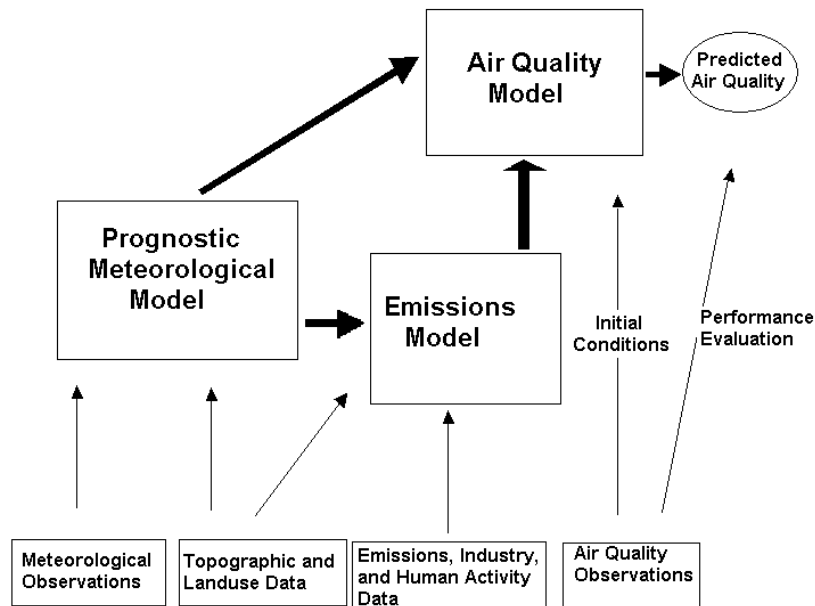 Air Quality
Model
Predicted
Air Quality
Prognostic
Meteorological
Model
Emissions
Model
Initial
Conditions
Performance
Evaluation
Meteorological
Observations
Topographic and
Landuse Data
Emissions, Industry,
and Human Activity
Data
Air Quality
Observations